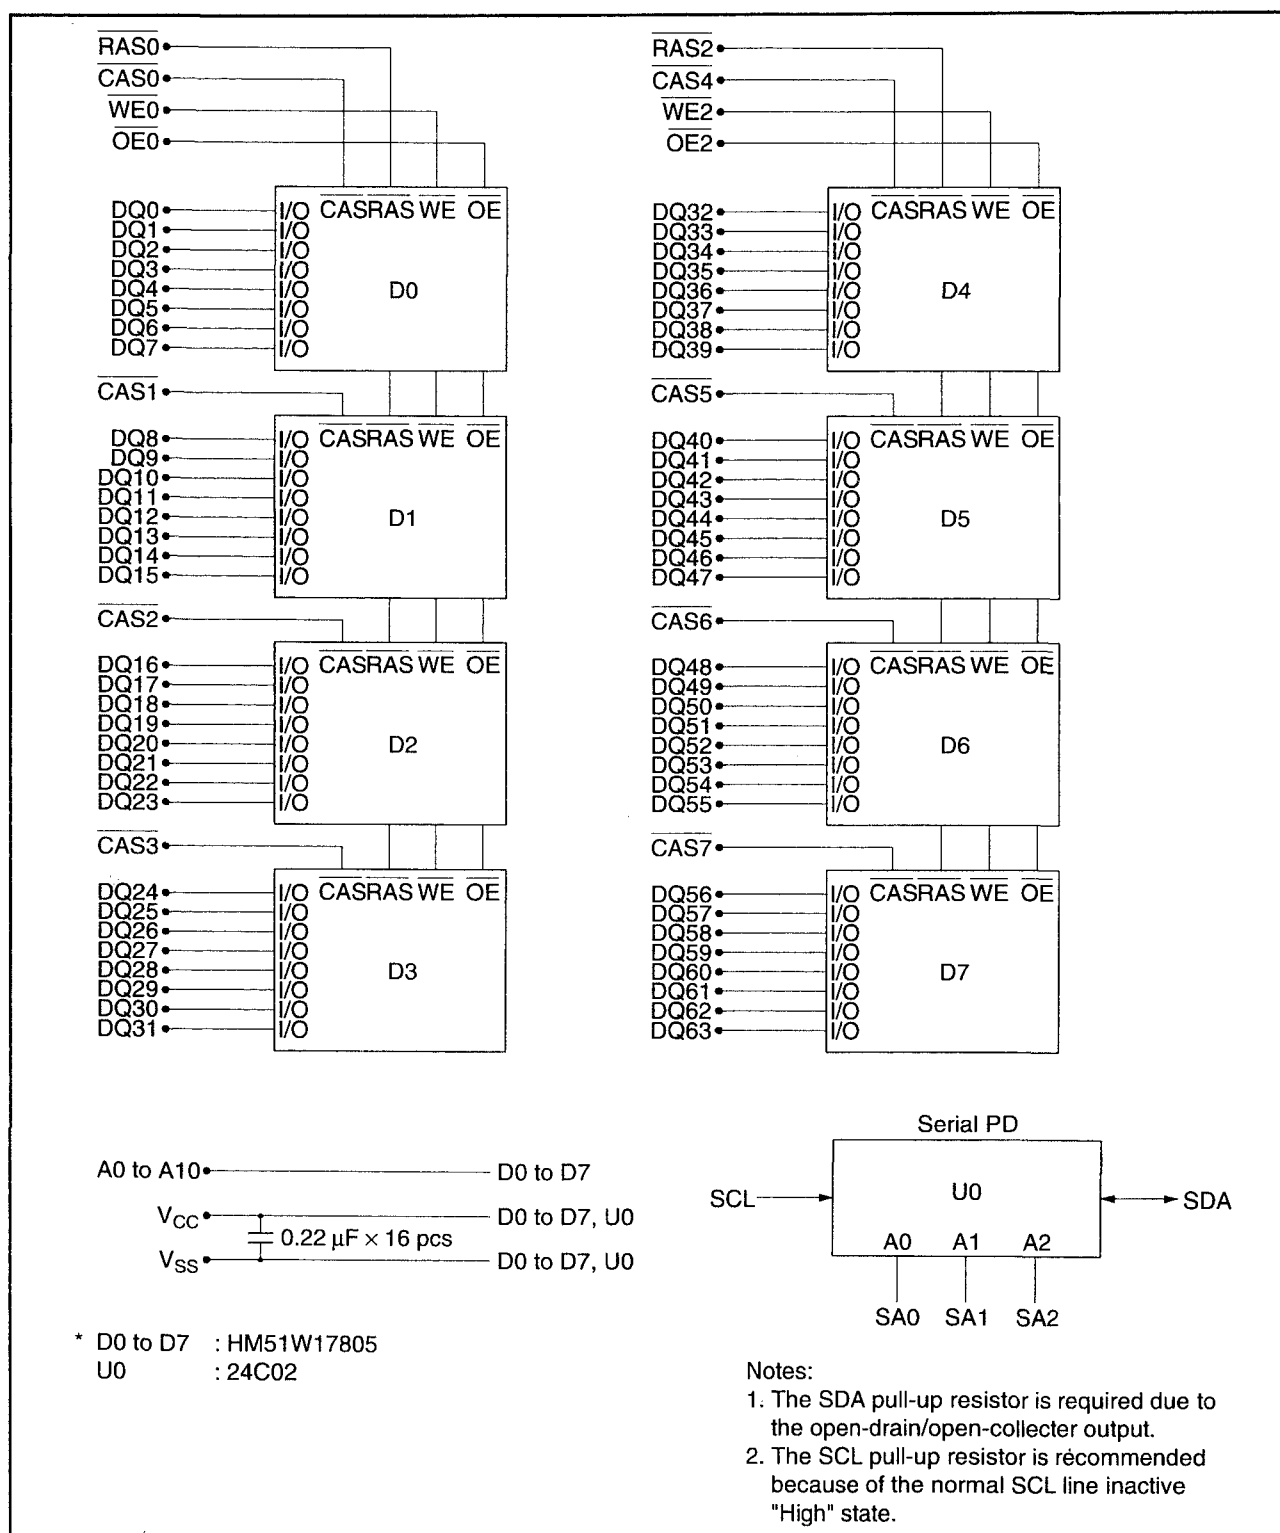 RAS0
CAS0
WE0
OE0
I/O CAS RAS WE OE
DQ0 I/O
DQ1 I/O
DQ2 I/O
DQ3 I/O
DQ4 I/O D0
DQ5 I/O
DQ6 I/O
DQ7 I/O
CAS1
CAS RAS WE OE
DQ8 I/O
DQ9 I/O
DQ10 I/O
DQ11 I/O
DQ12 I/O D1
DQ13 I/O
DQ14 I/O
DQ15 I/O
CAS2
CAS RAS WE OE
DQ16 I/O
DQ17 I/O
DQ18 I/O
DQ19 I/O
DQ20 I/O D2
DQ21 I/O
DQ22 I/O
DQ23 I/O
CAS3
CAS RAS WE OE
DQ24 I/O
DQ25 I/O
DQ26 I/O
DQ27 I/O
DQ28 I/O D3
DQ29 I/O
DQ30 I/O
DQ31 I/O
RAS2
CAS4
WE2
OE2
CAS RAS WE OE
DQ32 I/O
DQ33 I/O
DQ34 I/O
DQ35 I/O
DQ36 I/O D4
DQ37 I/O
DQ38 I/O
DQ39 I/O
CAS5
CAS RAS WE OE
DQ40 I/O
DQ41 I/O
DQ42 I/O
DQ43 I/O
DQ44 I/O D5
DQ45 I/O
DQ46 I/O
DQ47 I/O
CAS6
CAS RAS WE OE
DQ48 I/O
DQ49 I/O
DQ50 I/O
DQ51 I/O
DQ52 I/O D6
DQ53 I/O
DQ54 I/O
DQ55 I/O
CAS7
CAS RAS WE OE
DQ56 I/O
DQ57 I/O
DQ58 I/O
DQ59 I/O
DQ60 I/O D7
DQ61 I/O
DQ62 I/O
DQ63 I/O
A0 to A10 D0 to D7
VCC D0 to D7, U0
0.22 μF × 16 pcs
VSS D0 to D7, U0
* D0 to D7 : HM51W17805
U0 : 24C02
Serial PD
SCL U0 SDA
A0 A1 A2
SA0 SA1 SA2
Notes:
1. The SDA pull-up resistor is required due to
the open-drain/open-collecter output.
2. The SCL pull-up resistor is recommended
because of the normal SCL line inactive
"High" state.